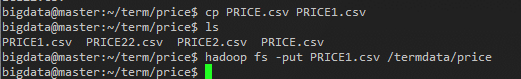 bigdata@master:~/term/price$ cp PRICE.csv PRICE1.csv
bigdata@master:~/term/price$ ls
PRICE1.csv  PRICE22.csv  PRICE2.csv  PRICE.csv
bigdata@master:~/term/price$ hadoop fs -put PRICE1.csv /termdata/price
bigdata@master:~/term/price$